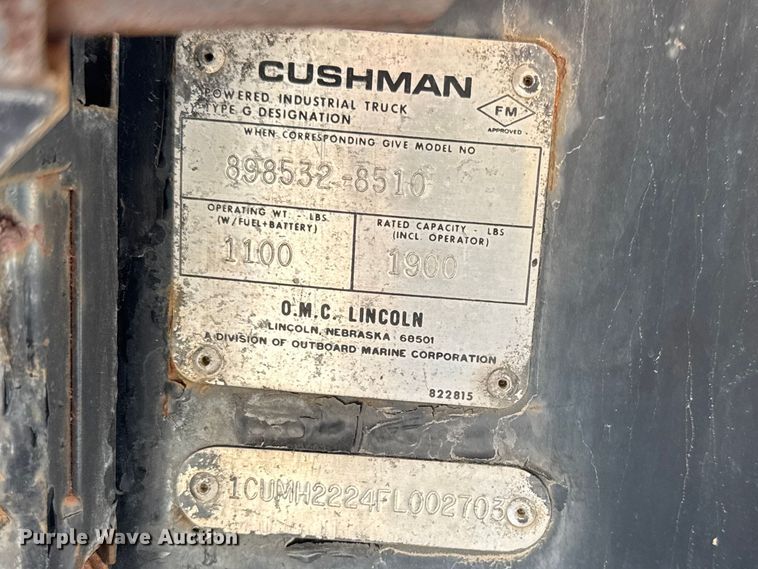 CUSHMAN
POWERED INDUSTRIAL TRUCK
TYPE G DESIGNATION
FM
APPROVED
WHEN CORRESPONDING GIVE MODEL NO
898532-8510
OPERATING WT. - LBS.
(W/FUEL+BATTERY)
1100
RATED CAPACITY - LBS
(INCL. OPERATOR)
1900
O.M.C. LINCOLN
LINCOLN, NEBRASKA 68501
A DIVISION OF OUTBOARD MARINE CORPORATION
822815
1CUMH2224FL002703
Purple Wave Auction